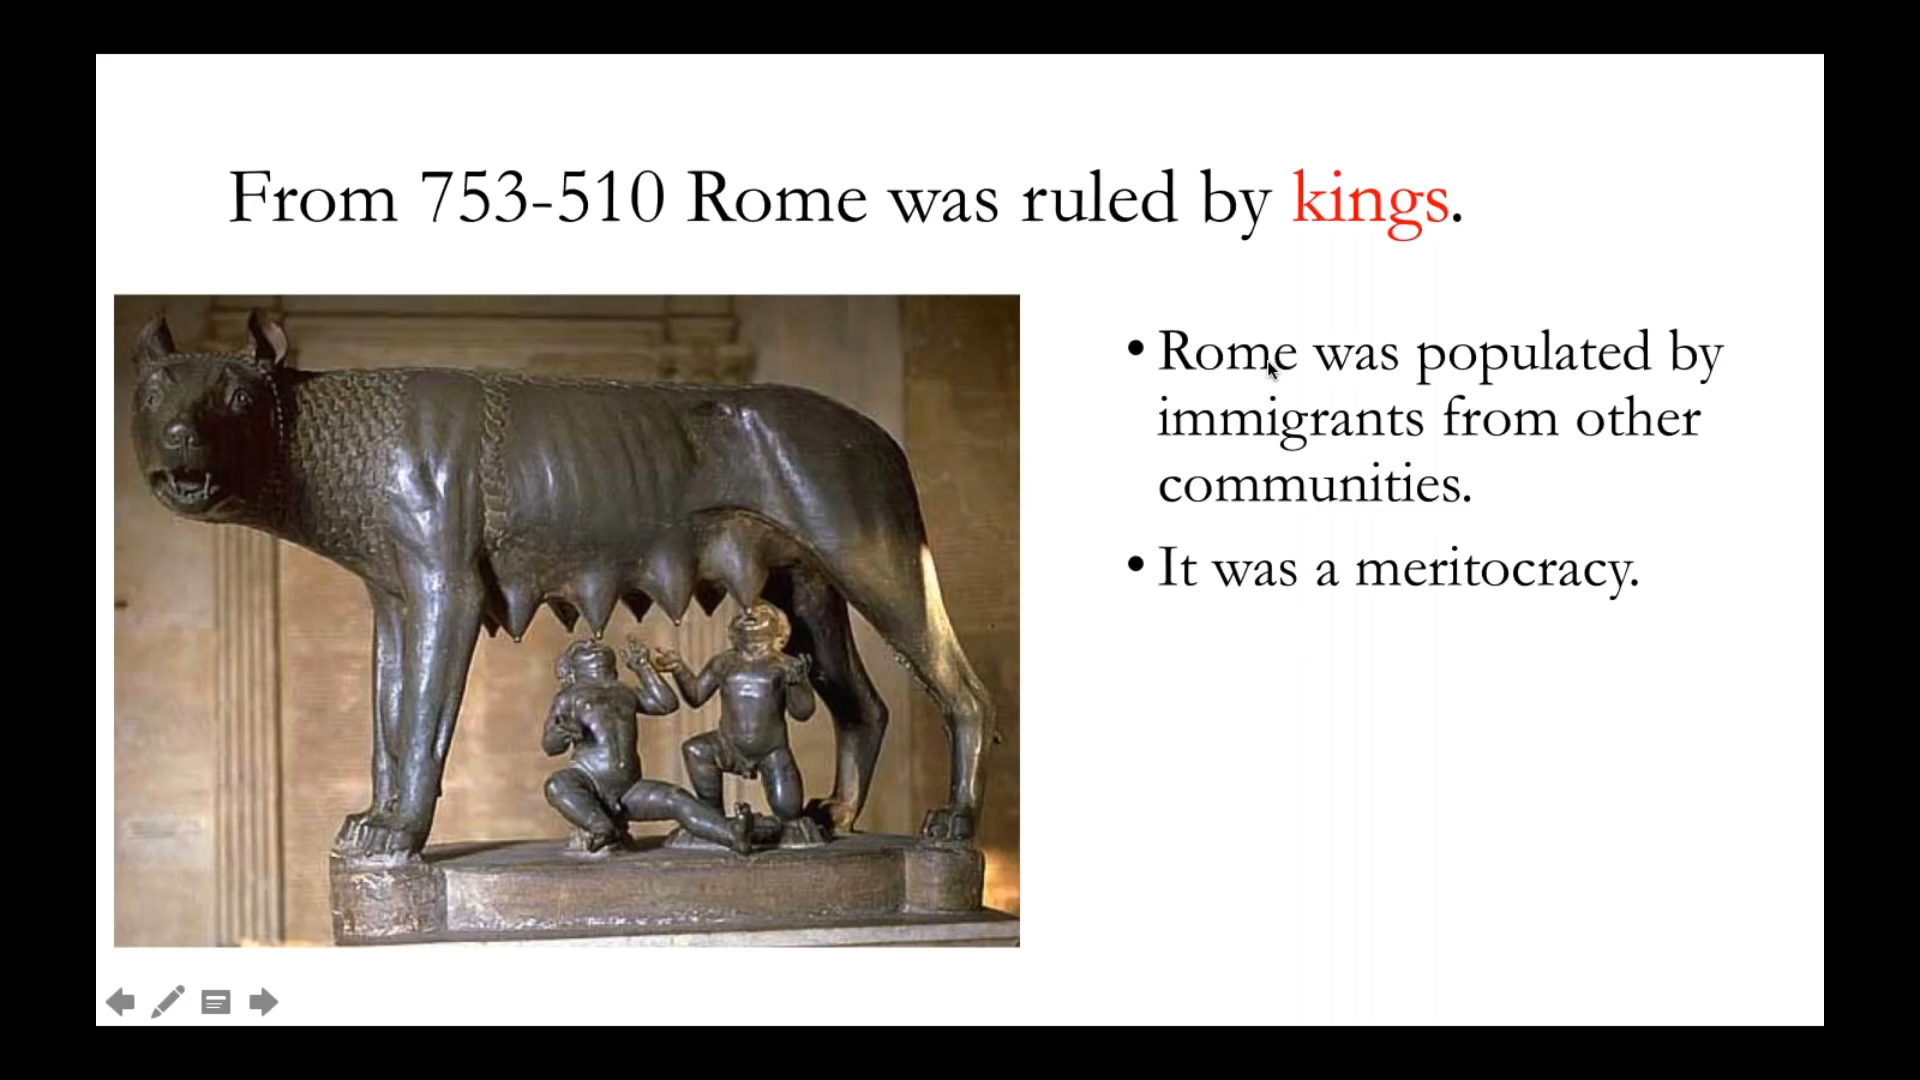 From 753-510 Rome was ruled by kings.
• Rome was populated by
immigrants from other
communities.
• It was a meritocracy.